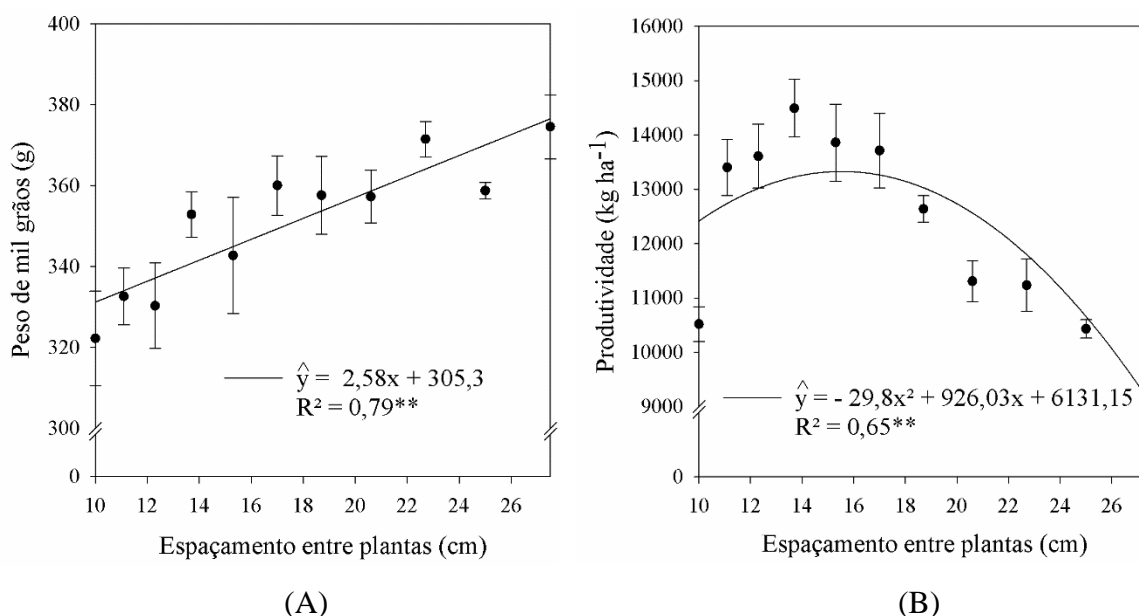 400
380
360
340
320
300
0
Peso de mil grãos (g)
ŷ = 2,58x + 305,3
R² = 0,79**
10 12 14 16 18 20 22 24 26
Espaçamento entre plantas (cm)
(A)
16000
15000
14000
13000
12000
11000
10000
9000
0
Produtividade (kg ha⁻¹)
ŷ = - 29,8x² + 926,03x + 6131,15
R² = 0,65**
10 12 14 16 18 20 22 24 26
Espaçamento entre plantas (cm)
(B)